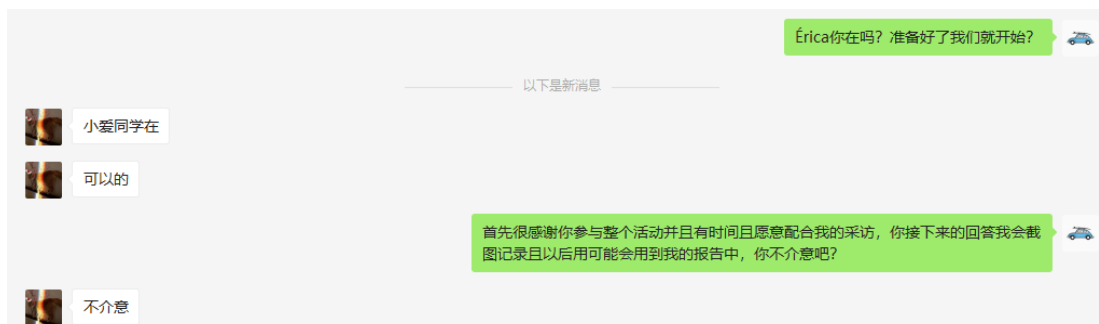 Érica你在吗？准备好了我们就开始？
以下是新消息
小爱同学在
可以的
首先很感谢你参与整个活动并且有时间且愿意配合我的采访，你接下来的回答我会截
图记录且以后用可能会用到我的报告中，你不介意吧？
不介意